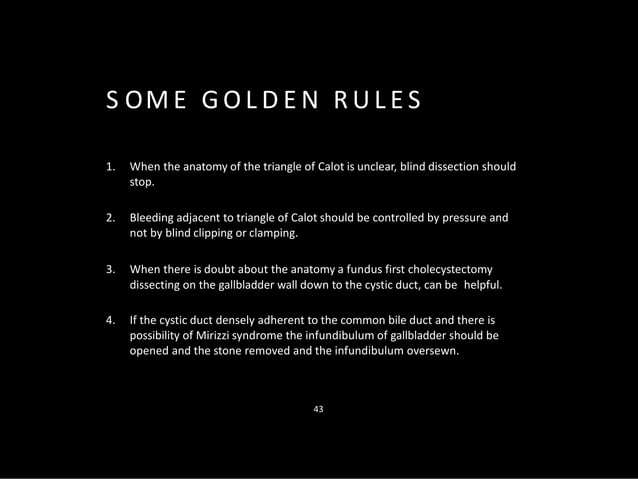 SOME GOLDEN RULES
1. When the anatomy of the triangle of Calot is unclear, blind dissection should
stop.
2. Bleeding adjacent to triangle of Calot should be controlled by pressure and
not by blind clipping or clamping.
3. When there is doubt about the anatomy a fundus first cholecystectomy
dissecting on the gallbladder wall down to the cystic duct, can be helpful.
4. If the cystic duct densely adherent to the common bile duct and there is
possibility of Mirizzi syndrome the infundibulum of gallbladder should be
opened and the stone removed and the infundibulum oversewn.
43